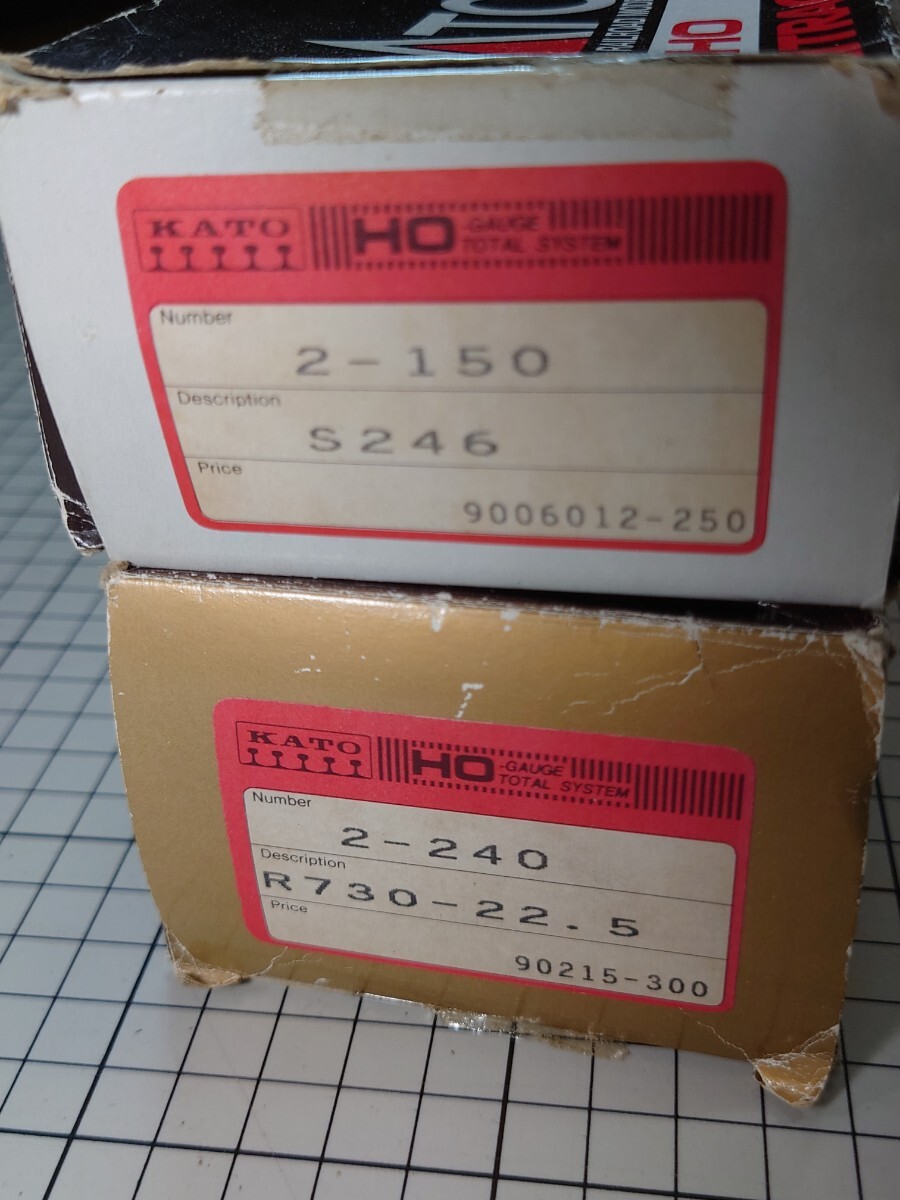 HO
KATO
HO -GAUGE TOTAL SYSTEM
Number
2-150
Description
S246
Price
9006012-250
KATO
HO -GAUGE TOTAL SYSTEM
Number
2-240
Description
R730-22.5
Price
90215-300